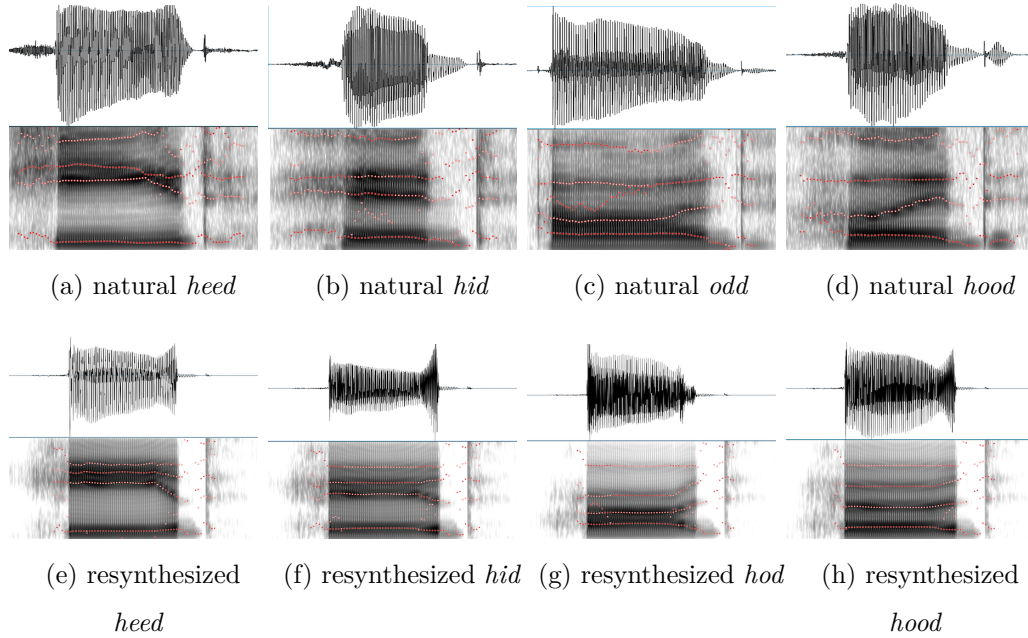 (a) natural heed
(b) natural hid
(c) natural odd
(d) natural hood
(e) resynthesized
heed
(f) resynthesized hid
(g) resynthesized hod
(h) resynthesized
hood